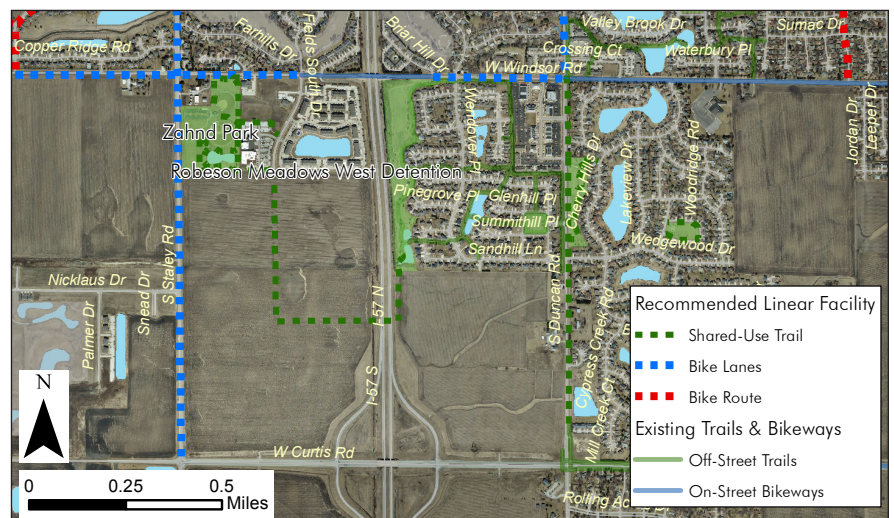 Valley Brook Dr
Sumac Dr
Copper Ridge Rd
Farhills Dr
Fields South Dr
Briar Hill Dr
Crossing Ct
Waterbury Pl
W Windsor Rd
Zahnd Park
Wendover Pl
Cherry Hills Dr
Lakeview Dr
Woodridge Rd
Jordan Dr
Leeper Dr
Robeson Meadows West Detention
Pinegrove Pl
Glenhill Pl
Summithill Pl
Sandhill Ln
Wedgewood Dr
S Staley Rd
Nicklaus Dr
Snead Dr
Palmer Dr
I-57 N
I-57 S
S Duncan Rd
Cypress Creek Rd
Mill Creek Ct
W Curtis Rd
Recommended Linear Facility
Shared-Use Trail
Bike Lanes
Bike Route
Existing Trails & Bikeways
Off-Street Trails
On-Street Bikeways
N
0 0.25 0.5
Miles